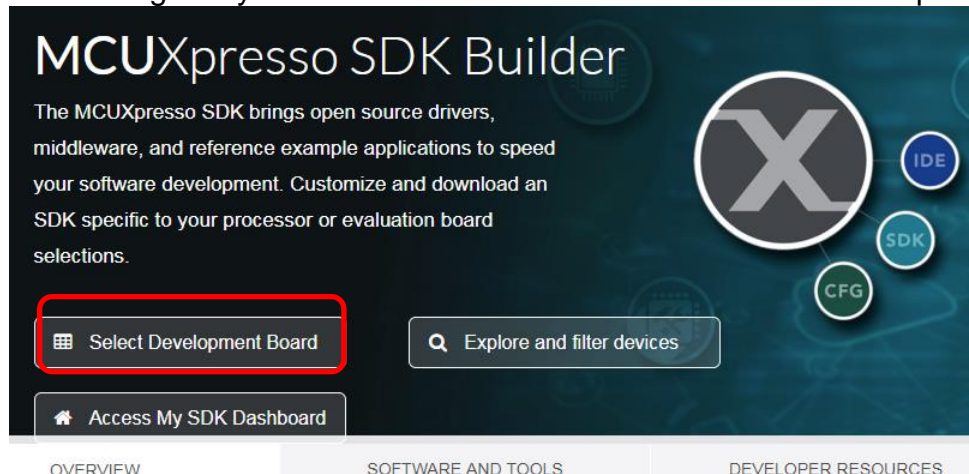 MCUXpresso SDK Builder
The MCUXpresso SDK brings open source drivers,
middleware, and reference example applications to speed
your software development. Customize and download an
SDK specific to your processor or evaluation board
selections.
IDE
SDK
CFG
Select Development Board
Explore and filter devices
Access My SDK Dashboard
OVERVIEW
SOFTWARE AND TOOLS
DEVELOPER RESOURCES